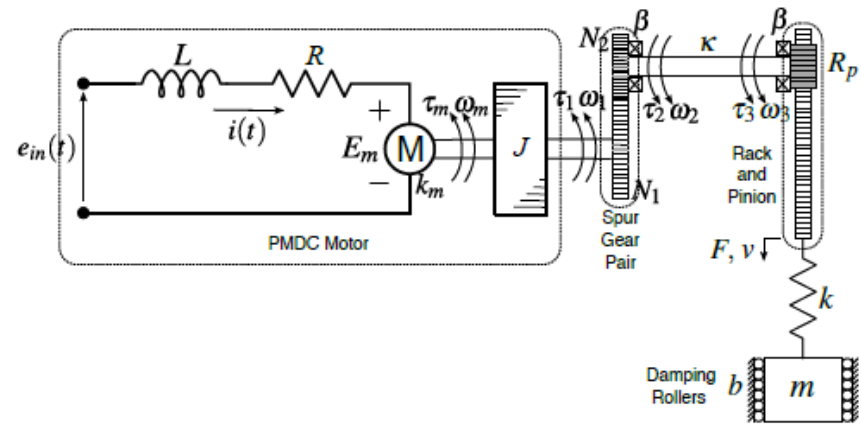 L
R
i(t)
e_in(t)
+
E_m
−
M
k_m
τ_m ω_m
J
τ_1 ω_1
PMDC Motor
N_2
β
N_1
Spur
Gear
Pair
τ_2 ω_2
κ
τ_3 ω_3
β
R_p
Rack
and
Pinion
F, v
k
Damping
Rollers
b
m